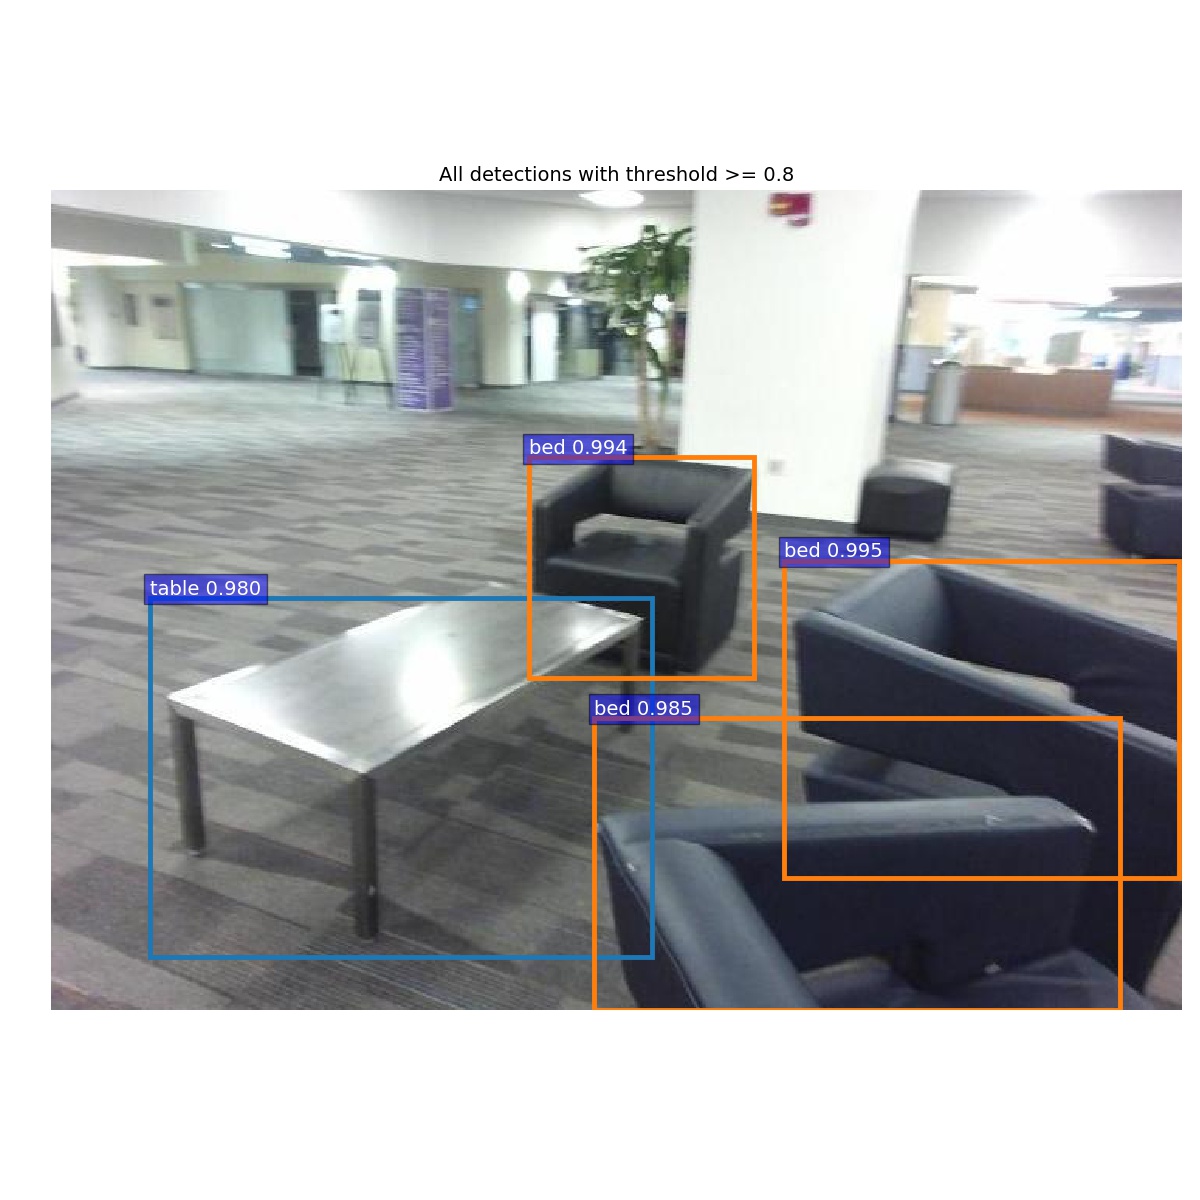 All detections with threshold >= 0.8
bed 0.994
bed 0.995
table 0.980
bed 0.985